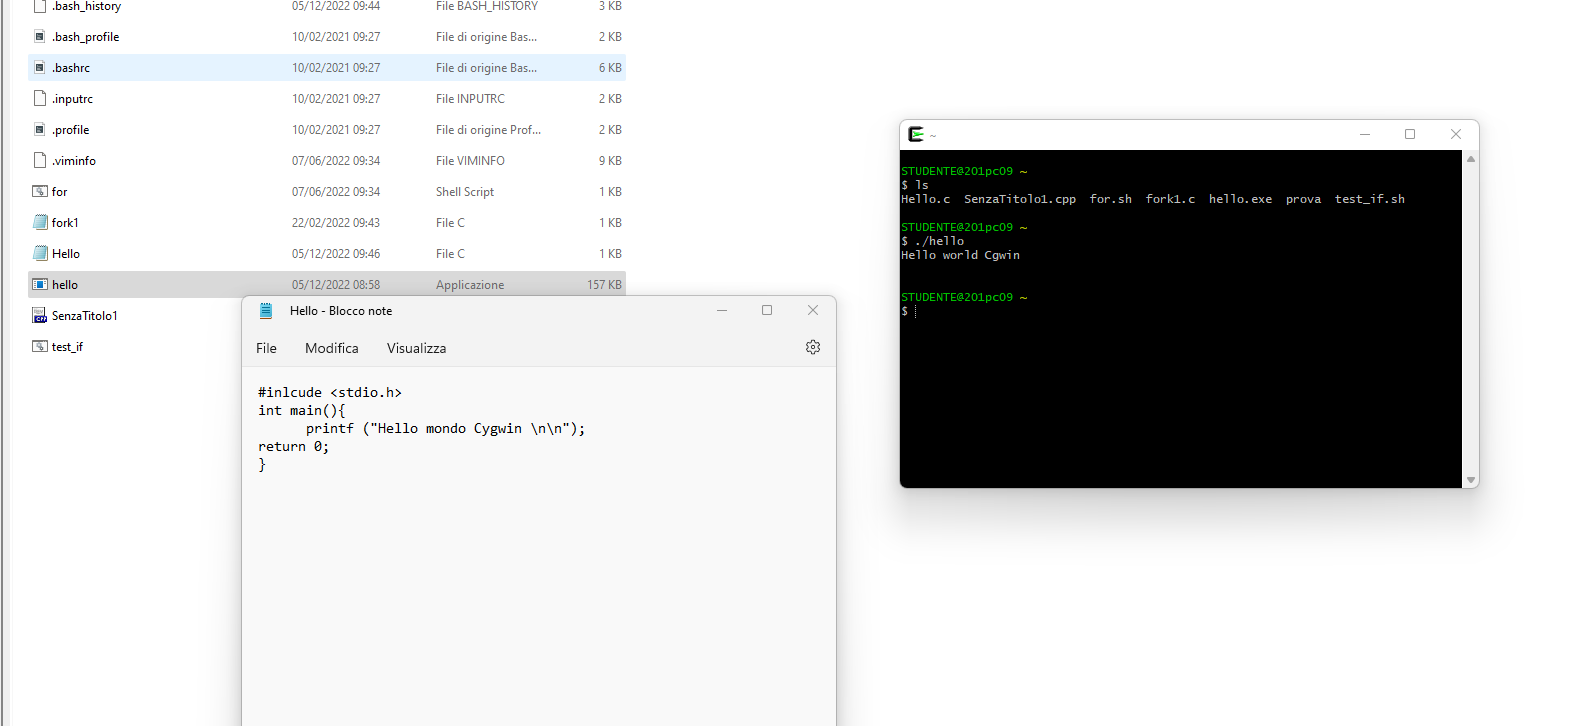 .bash_history 05/12/2022 09:44 File BASH_HISTORY 3 KB
.bash_profile 10/02/2021 09:27 File di origine Bas... 2 KB
.bashrc 10/02/2021 09:27 File di origine Bas... 6 KB
.inputrc 10/02/2021 09:27 File INPUTRC 2 KB
.profile 10/02/2021 09:27 File di origine Prof... 2 KB
.viminfo 07/06/2022 09:34 File VIMINFO 9 KB
for 07/06/2022 09:34 Shell Script 1 KB
fork1 22/02/2022 09:43 File C 1 KB
Hello 05/12/2022 09:46 File C 1 KB
hello 05/12/2022 08:58 Applicazione 157 KB
SenzaTitolo1
test_if
Hello - Blocco note
File Modifica Visualizza
#inlcude <stdio.h>
int main(){
printf ("Hello mondo Cygwin \n\n");
return 0;
}
~
STUDENTE@201pc09 ~
$ ls
Hello.c SenzaTitolo1.cpp for.sh fork1.c hello.exe prova test_if.sh
STUDENTE@201pc09 ~
$ ./hello
Hello world Cgwin
STUDENTE@201pc09 ~
$